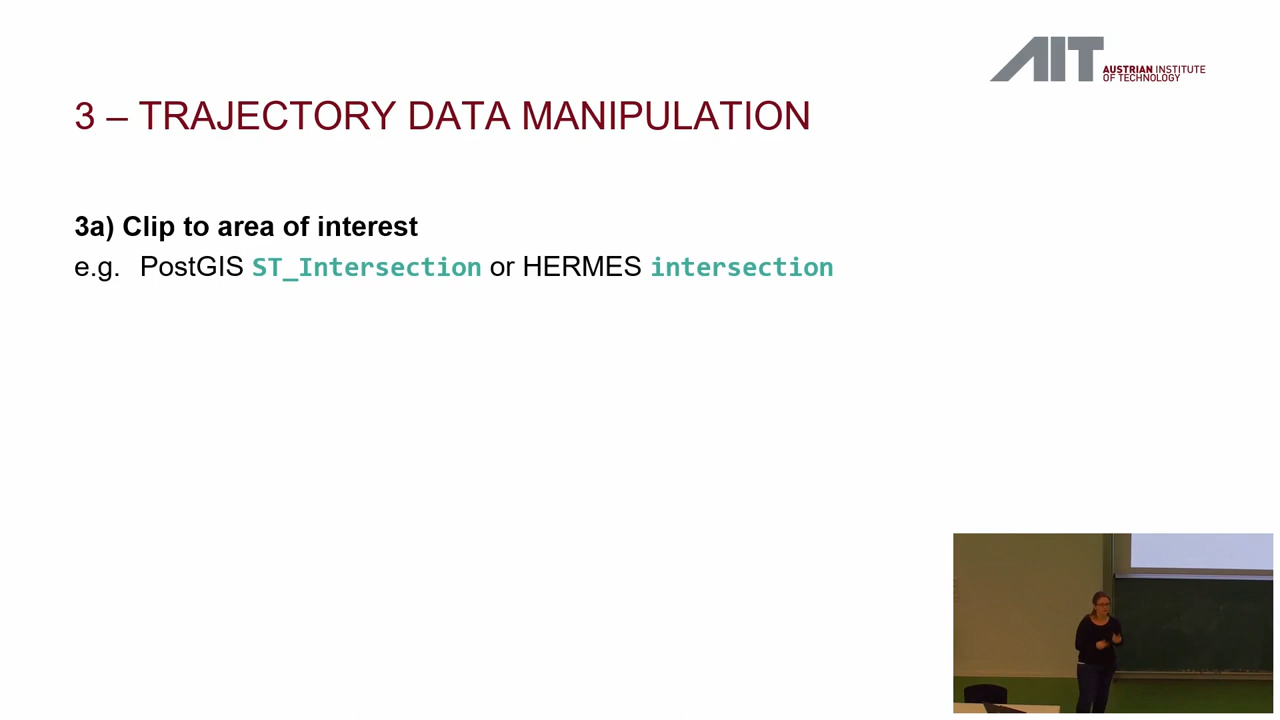 AIT AUSTRIAN INSTITUTE
OF TECHNOLOGY
3 – TRAJECTORY DATA MANIPULATION
3a) Clip to area of interest
e.g. PostGIS ST_Intersection or HERMES intersection